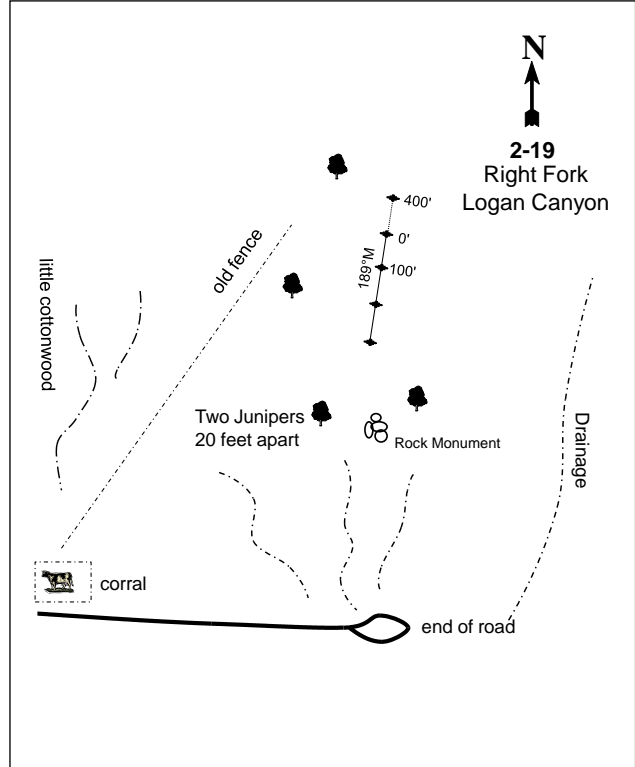 N
2-19
Right Fork
Logan Canyon
400'
0'
100'
189°M
old fence
little cottonwood
Two Junipers
20 feet apart
Rock Monument
Drainage
corral
end of road